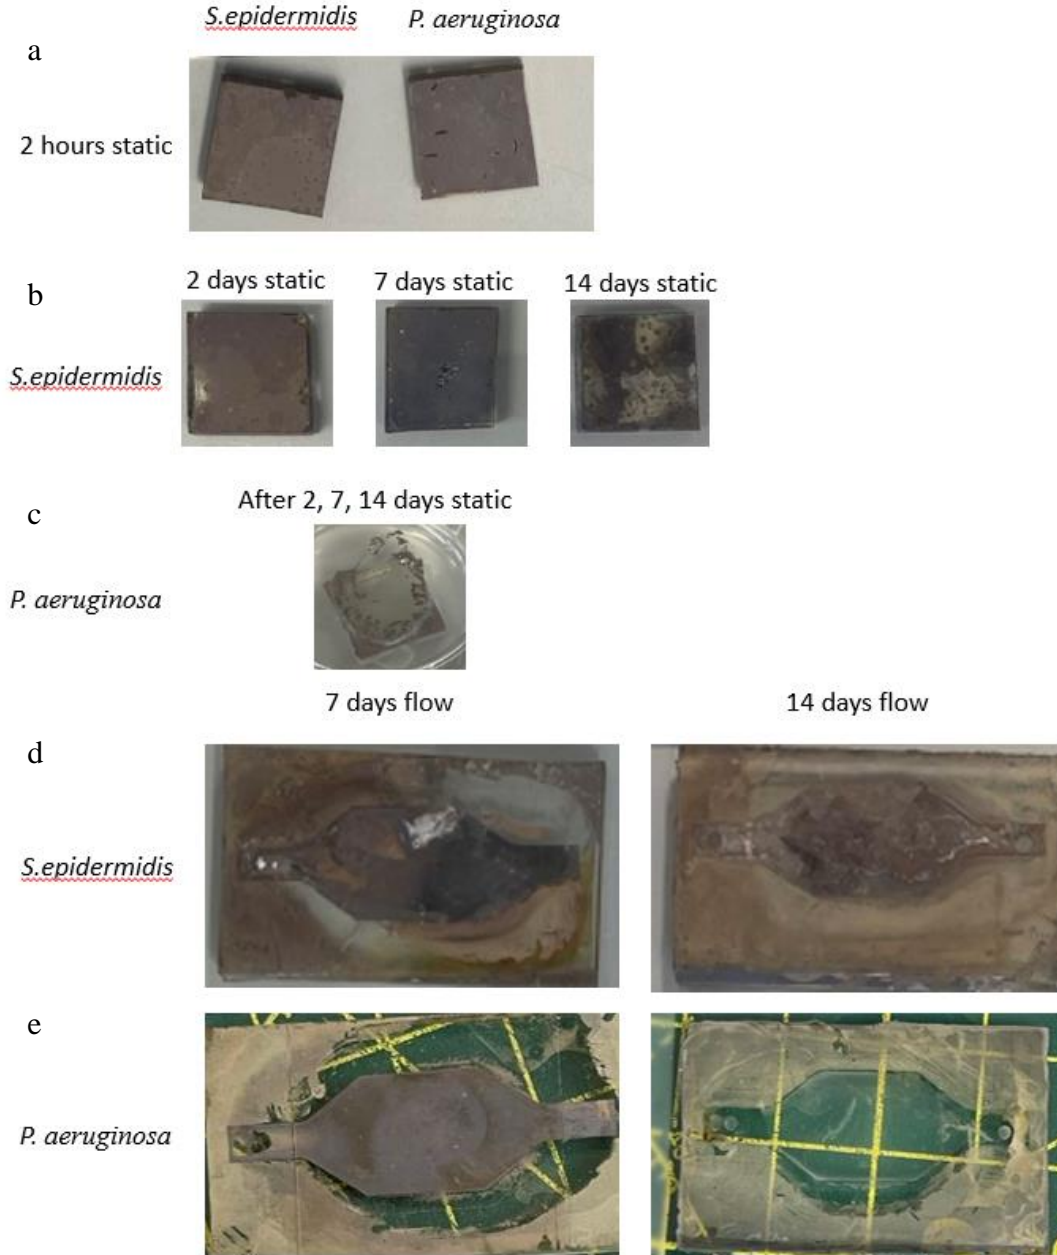 S.epidermidis P. aeruginosa
a
2 hours static
2 days static 7 days static 14 days static
b
S.epidermidis
After 2, 7, 14 days static
c
P. aeruginosa
7 days flow 14 days flow
d
S.epidermidis
e
P. aeruginosa